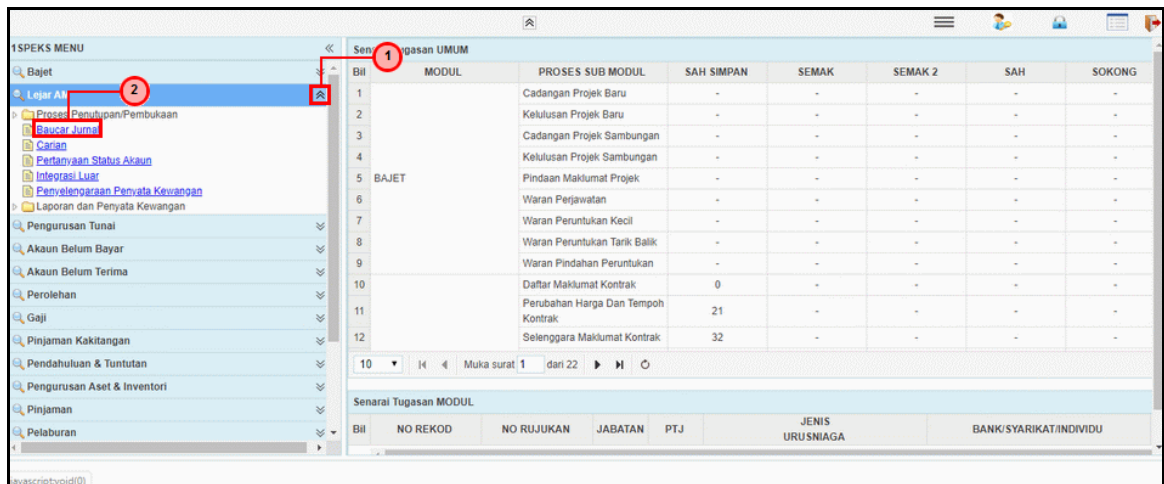 1SPEKS MENU
Bajet
Lejar AM
Proses Penutupan/Pembukaan
Baucar Jurnal
Carian
Pertanyaan Status Akaun
Integrasi Luar
Penyelengaraan Penyata Kewangan
Laporan dan Penyata Kewangan
Pengurusan Tunai
Akaun Belum Bayar
Akaun Belum Terima
Perolehan
Gaji
Pinjaman Kakitangan
Pendahuluan & Tuntutan
Pengurusan Aset & Inventori
Pinjaman
Pelaburan
1
2
UMUM
Bil MODUL PROSES SUB MODUL SAH SIMPAN SEMAK SEMAK 2 SAH SOKONG
1 Cadangan Projek Baru - - - - -
2 Kelulusan Projek Baru - - - - -
3 Cadangan Projek Sambungan - - - - -
4 Kelulusan Projek Sambungan - - - - -
5 BAJET Pindaan Maklumat Projek - - - - -
6 Waran Perjawatan - - - - -
7 Waran Peruntukan Kecil - - - - -
8 Waran Peruntukan Tarik Balik - - - - -
9 Waran Pindahan Peruntukan - - - - -
10 Daftar Maklumat Kontrak 0 - - - -
11 Perubahan Harga Dan Tempoh
Kontrak 21 - - - -
12 Selenggara Maklumat Kontrak 32 - - - -
10 Muka surat 1 dari 22
Senarai Tugasan MODUL
Bil NO REKOD NO RUJUKAN JABATAN PTJ JENIS
URUSNIAGA BANK/SYARIKAT/INDIVIDU
javascript:void(0)